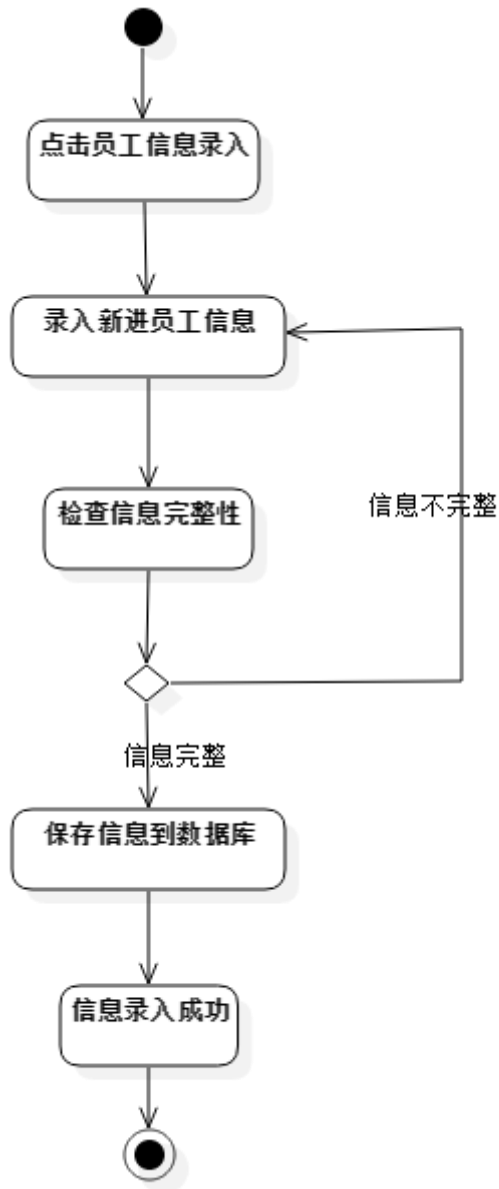 点击员工信息录入
录入新进员工信息
检查信息完整性
信息不完整
信息完整
保存信息到数据库
信息录入成功